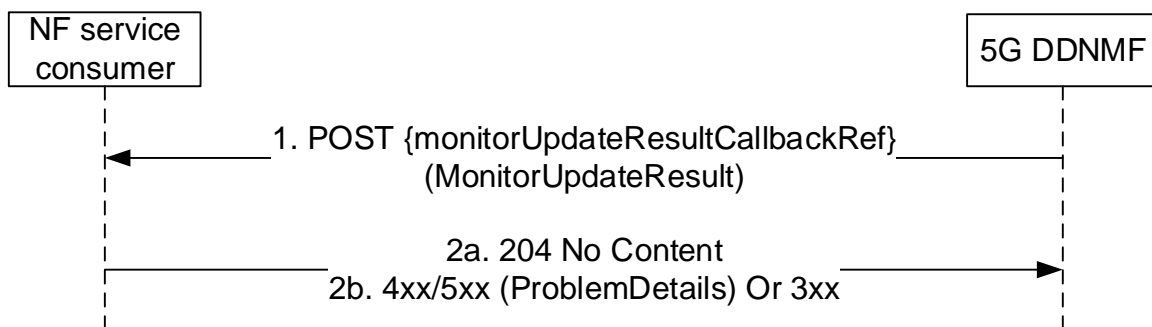 NF service
consumer
5G DDNMF
1. POST {monitorUpdateResultCallbackRef}
(MonitorUpdateResult)
2a. 204 No Content
2b. 4xx/5xx (ProblemDetails) Or 3xx